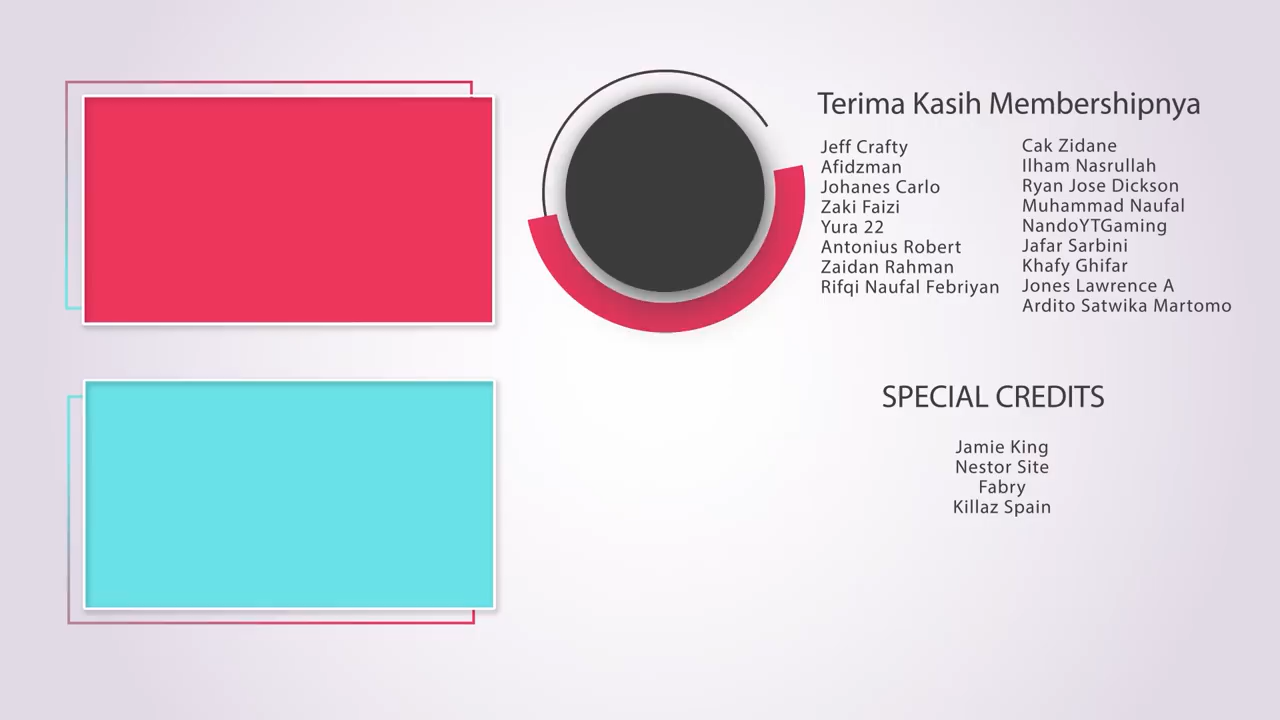 Terima Kasih Membershipnya
Jeff Crafty
Afidzman
Johanes Carlo
Zaki Faizi
Yura 22
Antonius Robert
Zaidan Rahman
Rifqi Naufal Febriyan
Cak Zidane
Ilham Nasrullah
Ryan Jose Dickson
Muhammad Naufal
NandoYTGaming
Jafar Sarbini
Khafy Ghifar
Jones Lawrence A
Ardito Satwika Martomo
SPECIAL CREDITS
Jamie King
Nestor Site
Fabry
Killaz Spain